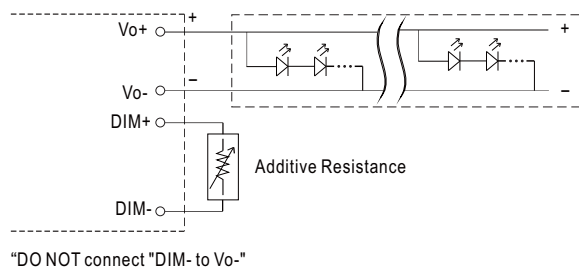 Vo+
+
+
Vo-
−
−
DIM+
Additive Resistance
DIM-
“DO NOT connect "DIM- to Vo-"